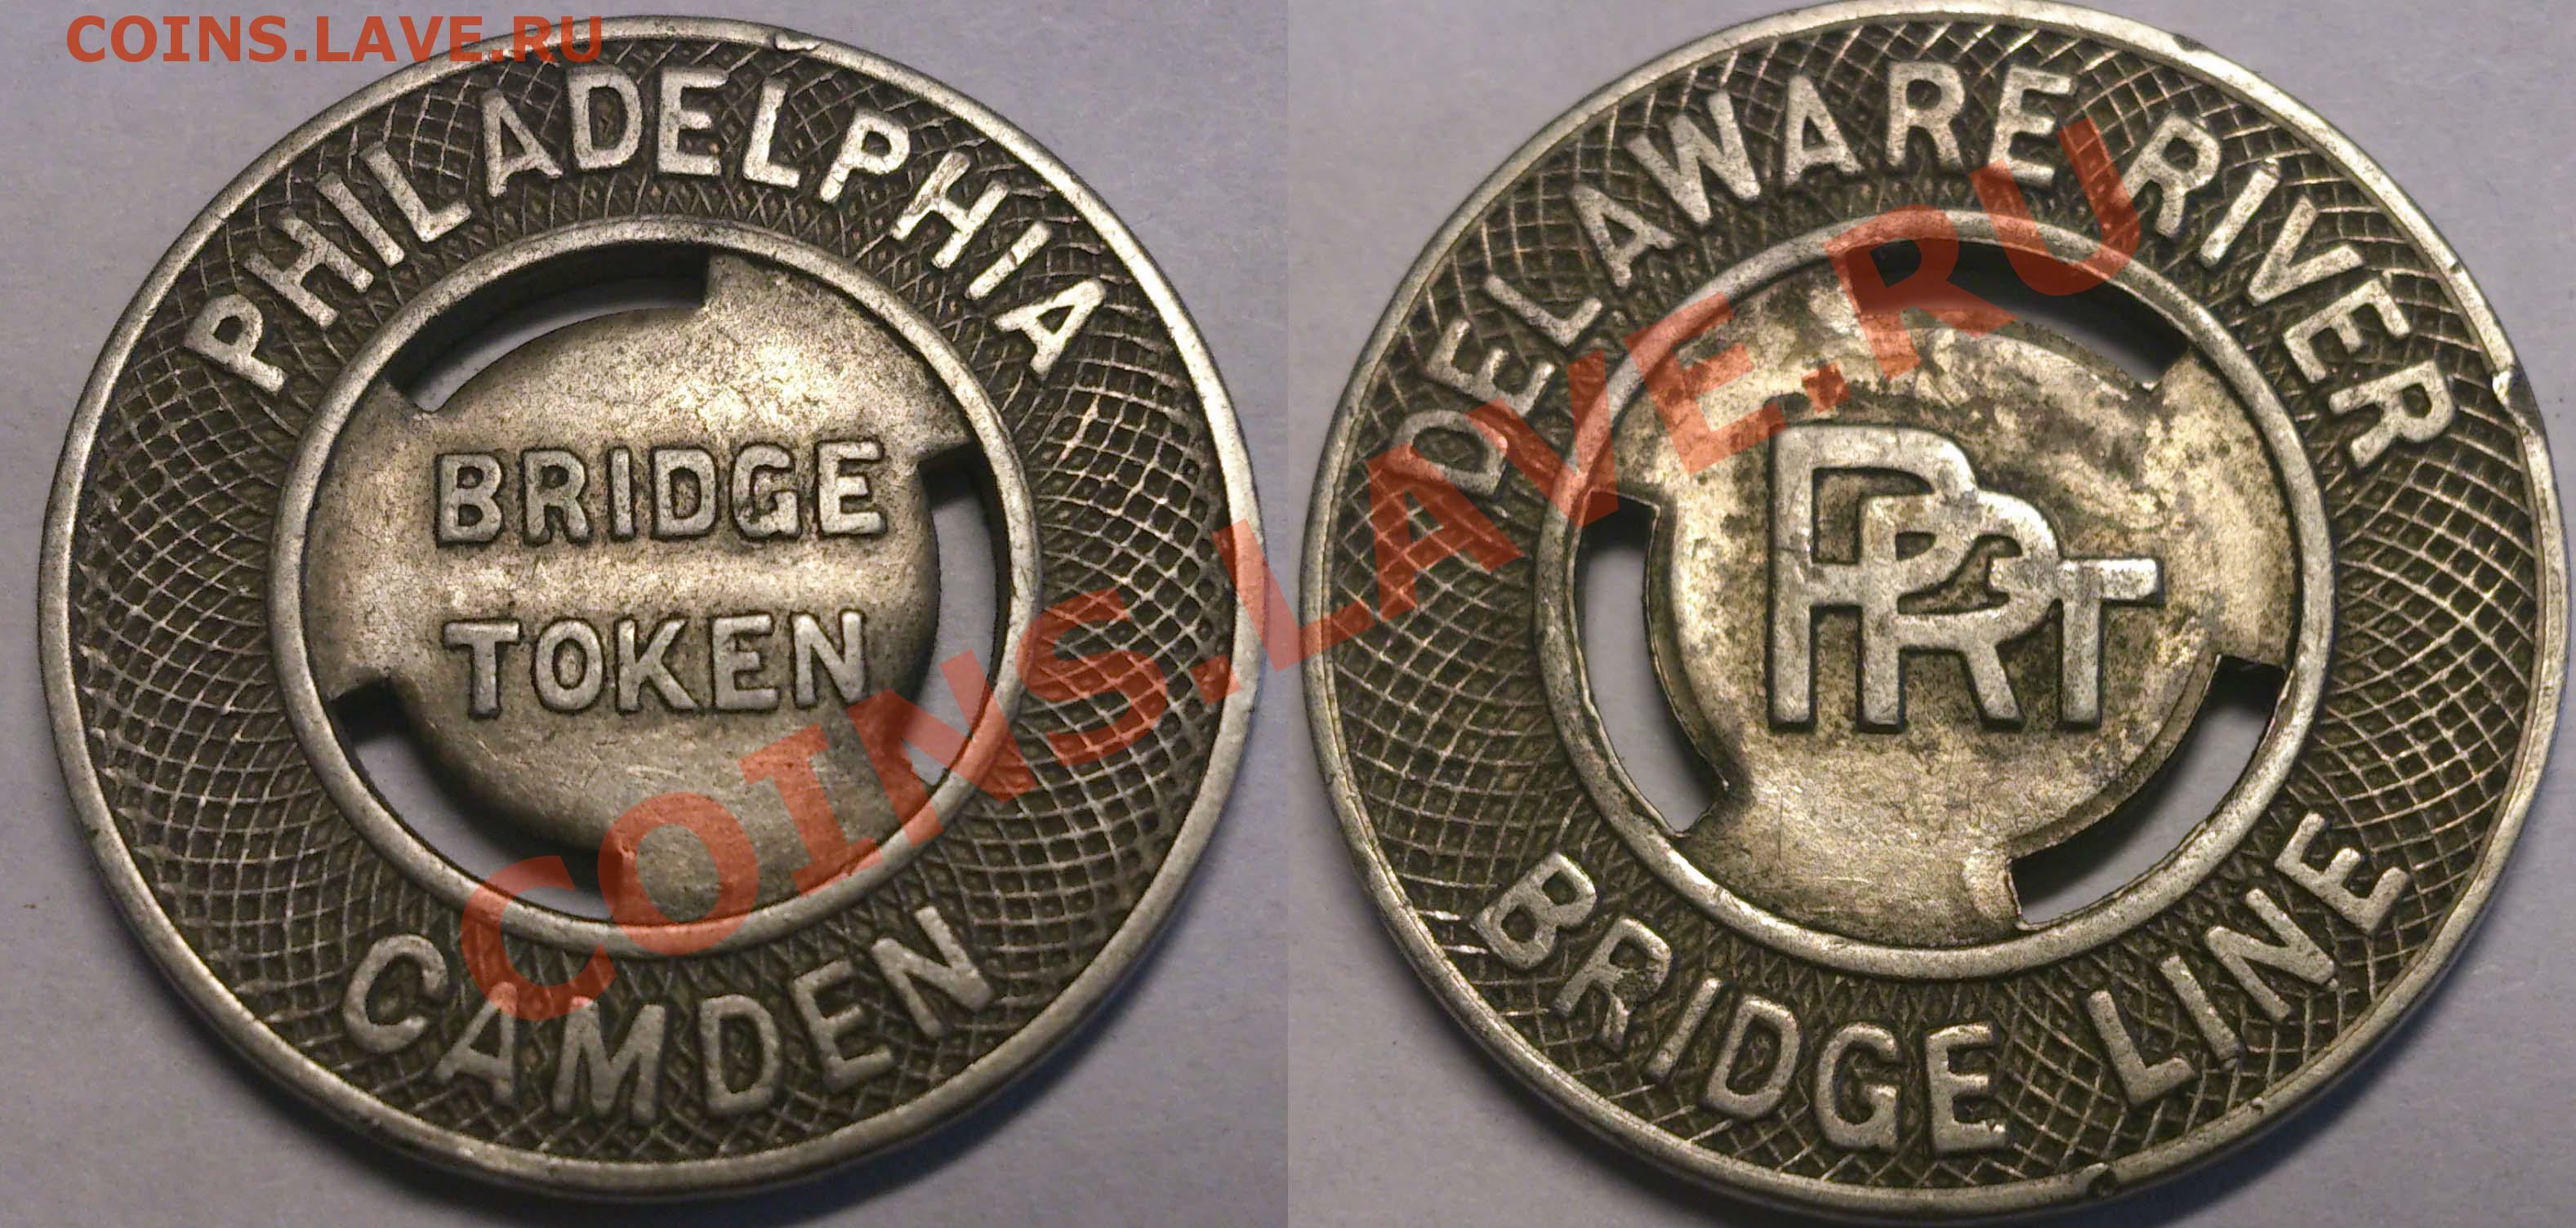 COINS.LAVE.RU
PHILADELPHIA
BRIDGE
TOKEN
CAMDEN
DELAWARE RIVER
PRT
BRIDGE LINE
COINS.LAVE.RU